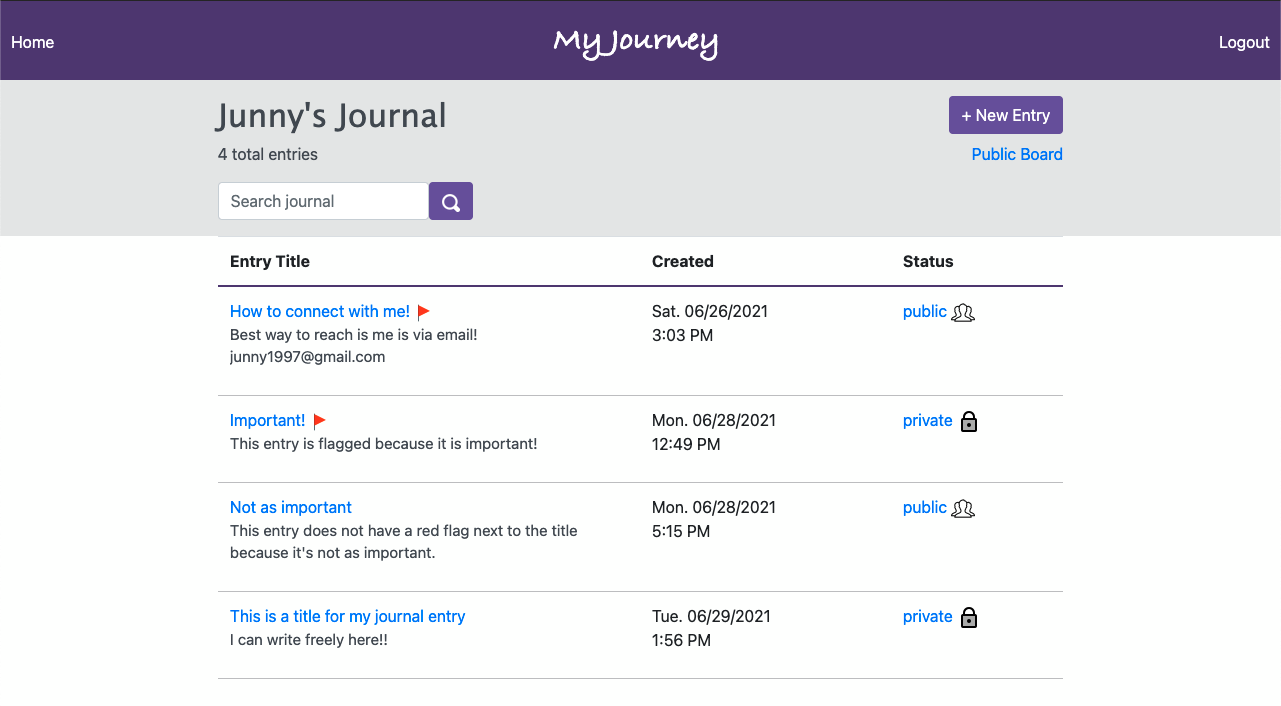 Home
My Journey
Logout
Junny's Journal
+ New Entry
4 total entries
Public Board
Search journal
Entry Title
Created
Status
How to connect with me!
Sat. 06/26/2021
public
Best way to reach is me is via email!
3:03 PM
junny1997@gmail.com
Important!
Mon. 06/28/2021
private
This entry is flagged because it is important!
12:49 PM
Not as important
Mon. 06/28/2021
public
This entry does not have a red flag next to the title
5:15 PM
because it's not as important.
This is a title for my journal entry
Tue. 06/29/2021
private
I can write freely here!!
1:56 PM